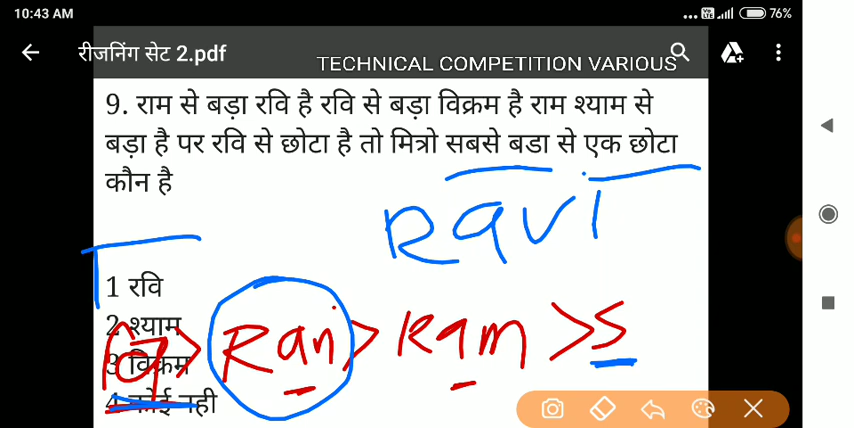 10:43 AM 76%
रीजनिंग सेट 2.pdf
TECHNICAL COMPETITION VARIOUS
9. राम से बड़ा रवि है रवि से बड़ा विक्रम है राम श्याम से
बड़ा है पर रवि से छोटा है तो मित्रो सबसे बडा से एक छोटा
कौन है
Ravi
1 रवि
2 श्याम
> Ravi > Ram > S
3 विक्रम
4 कोई नही